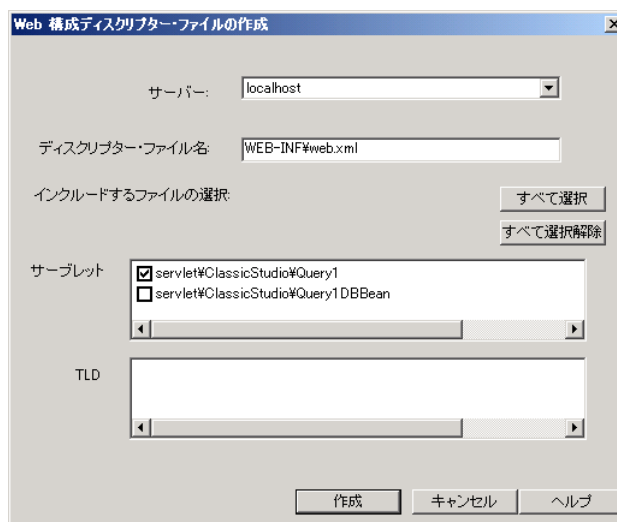 Web 構成ディスクリプター・ファイルの作成
サーバー: localhost
ディスクリプター・ファイル名: WEB-INF¥web.xml
インクルードするファイルの選択: すべて選択
すべて選択解除
サーブレット servlet¥ClassicStudio¥Query1
servlet¥ClassicStudio¥Query1DBBean
TLD
作成 キャンセル ヘルプ